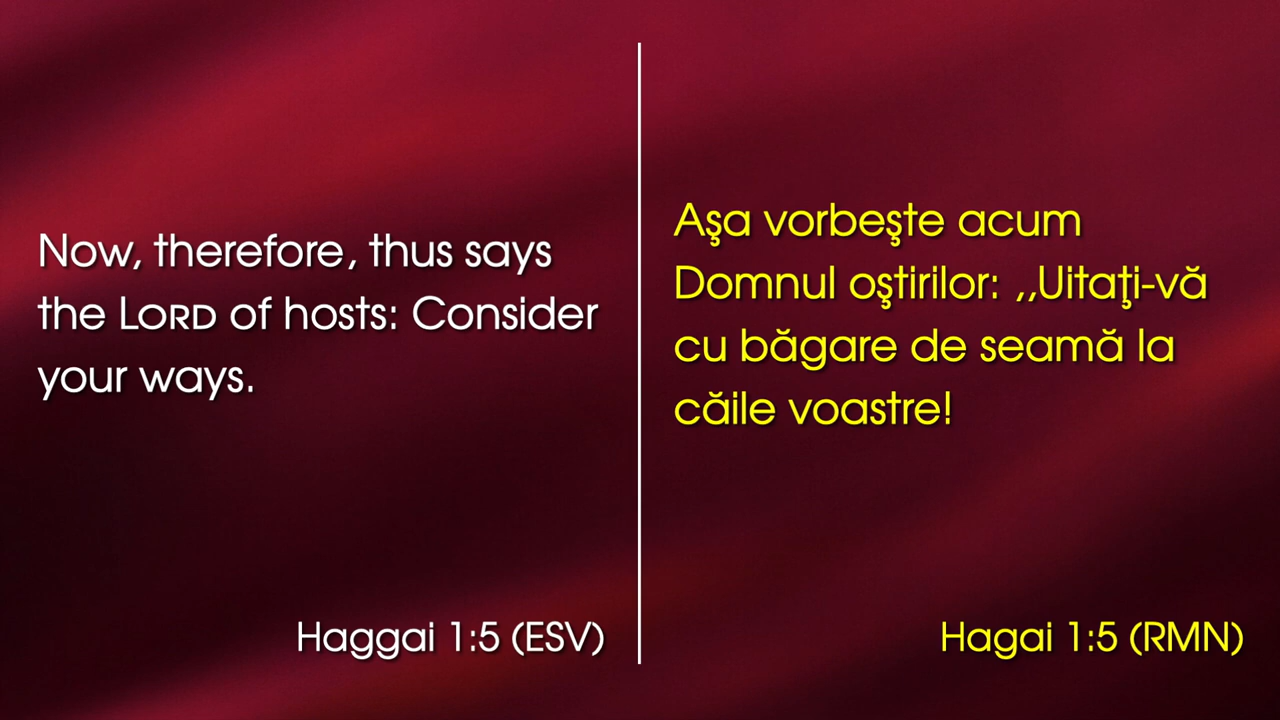 Now, therefore, thus says
the LORD of hosts: Consider
your ways.
Haggai 1:5 (ESV)
Aşa vorbeşte acum
Domnul oştirilor: ,,Uitaţi-vă
cu băgare de seamă la
căile voastre!
Hagai 1:5 (RMN)